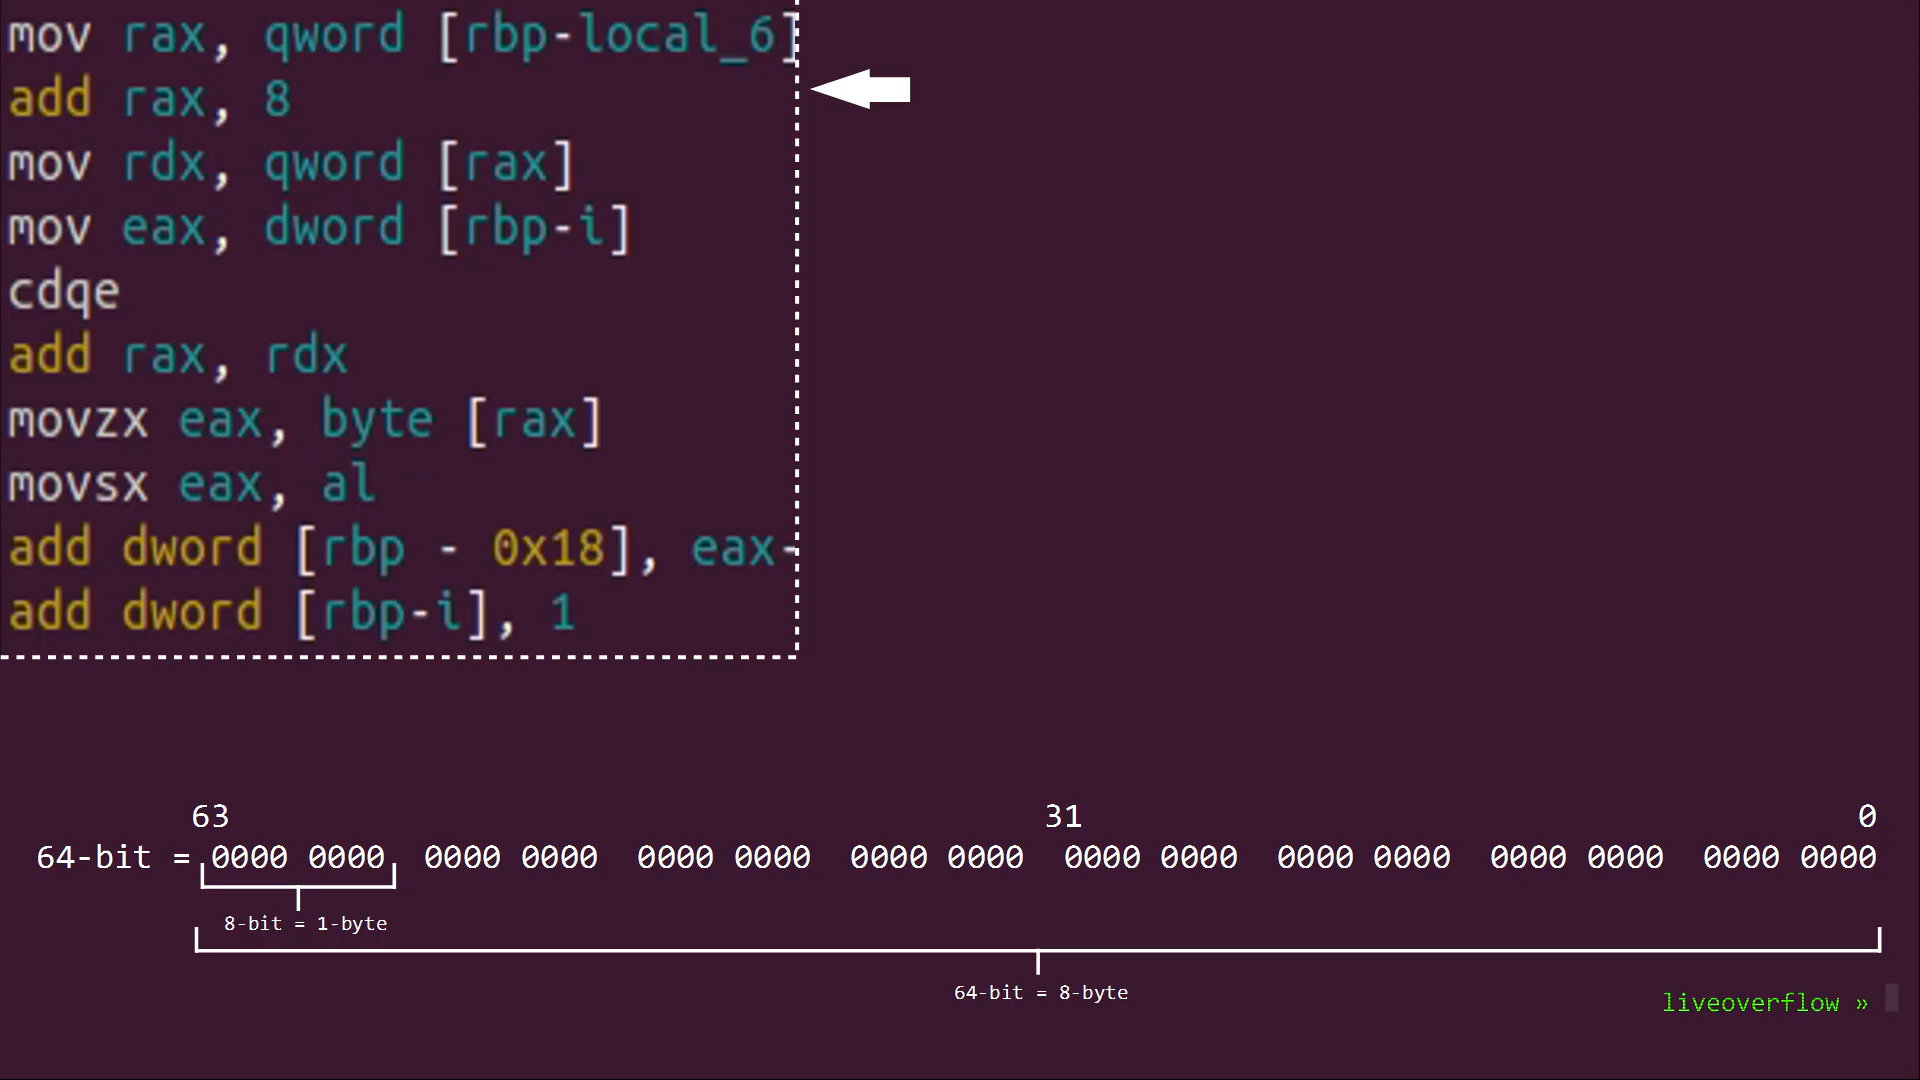 mov rax, qword [rbp-local_6]
add rax, 8
mov rdx, qword [rax]
mov eax, dword [rbp-i]
cdqe
add rax, rdx
movzx eax, byte [rax]
movsx eax, al
add dword [rbp - 0x18], eax-
add dword [rbp-i], 1
63 31 0
64-bit = 0000 0000 0000 0000 0000 0000 0000 0000 0000 0000 0000 0000 0000 0000 0000 0000
8-bit = 1-byte
64-bit = 8-byte
liveoverflow »